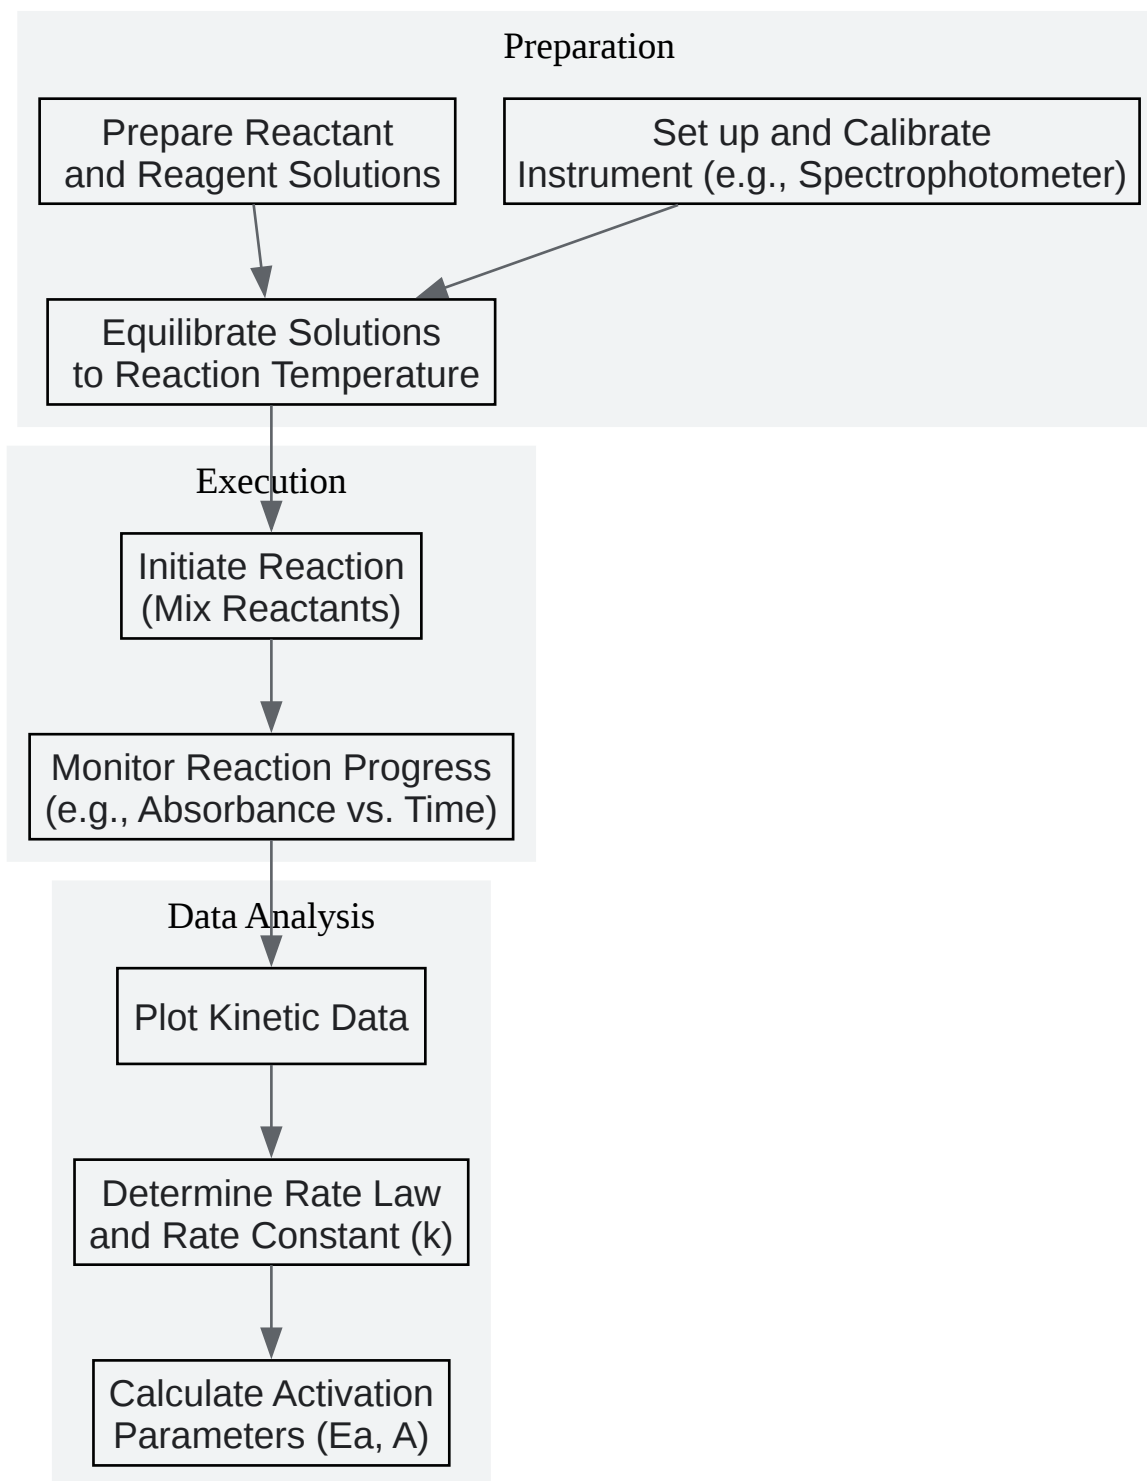 Preparation
Prepare Reactant
and Reagent Solutions
Set up and Calibrate
Instrument (e.g., Spectrophotometer)
Equilibrate Solutions
to Reaction Temperature
Execution
Initiate Reaction
(Mix Reactants)
Monitor Reaction Progress
(e.g., Absorbance vs. Time)
Data Analysis
Plot Kinetic Data
Determine Rate Law
and Rate Constant (k)
Calculate Activation
Parameters (Ea, A)